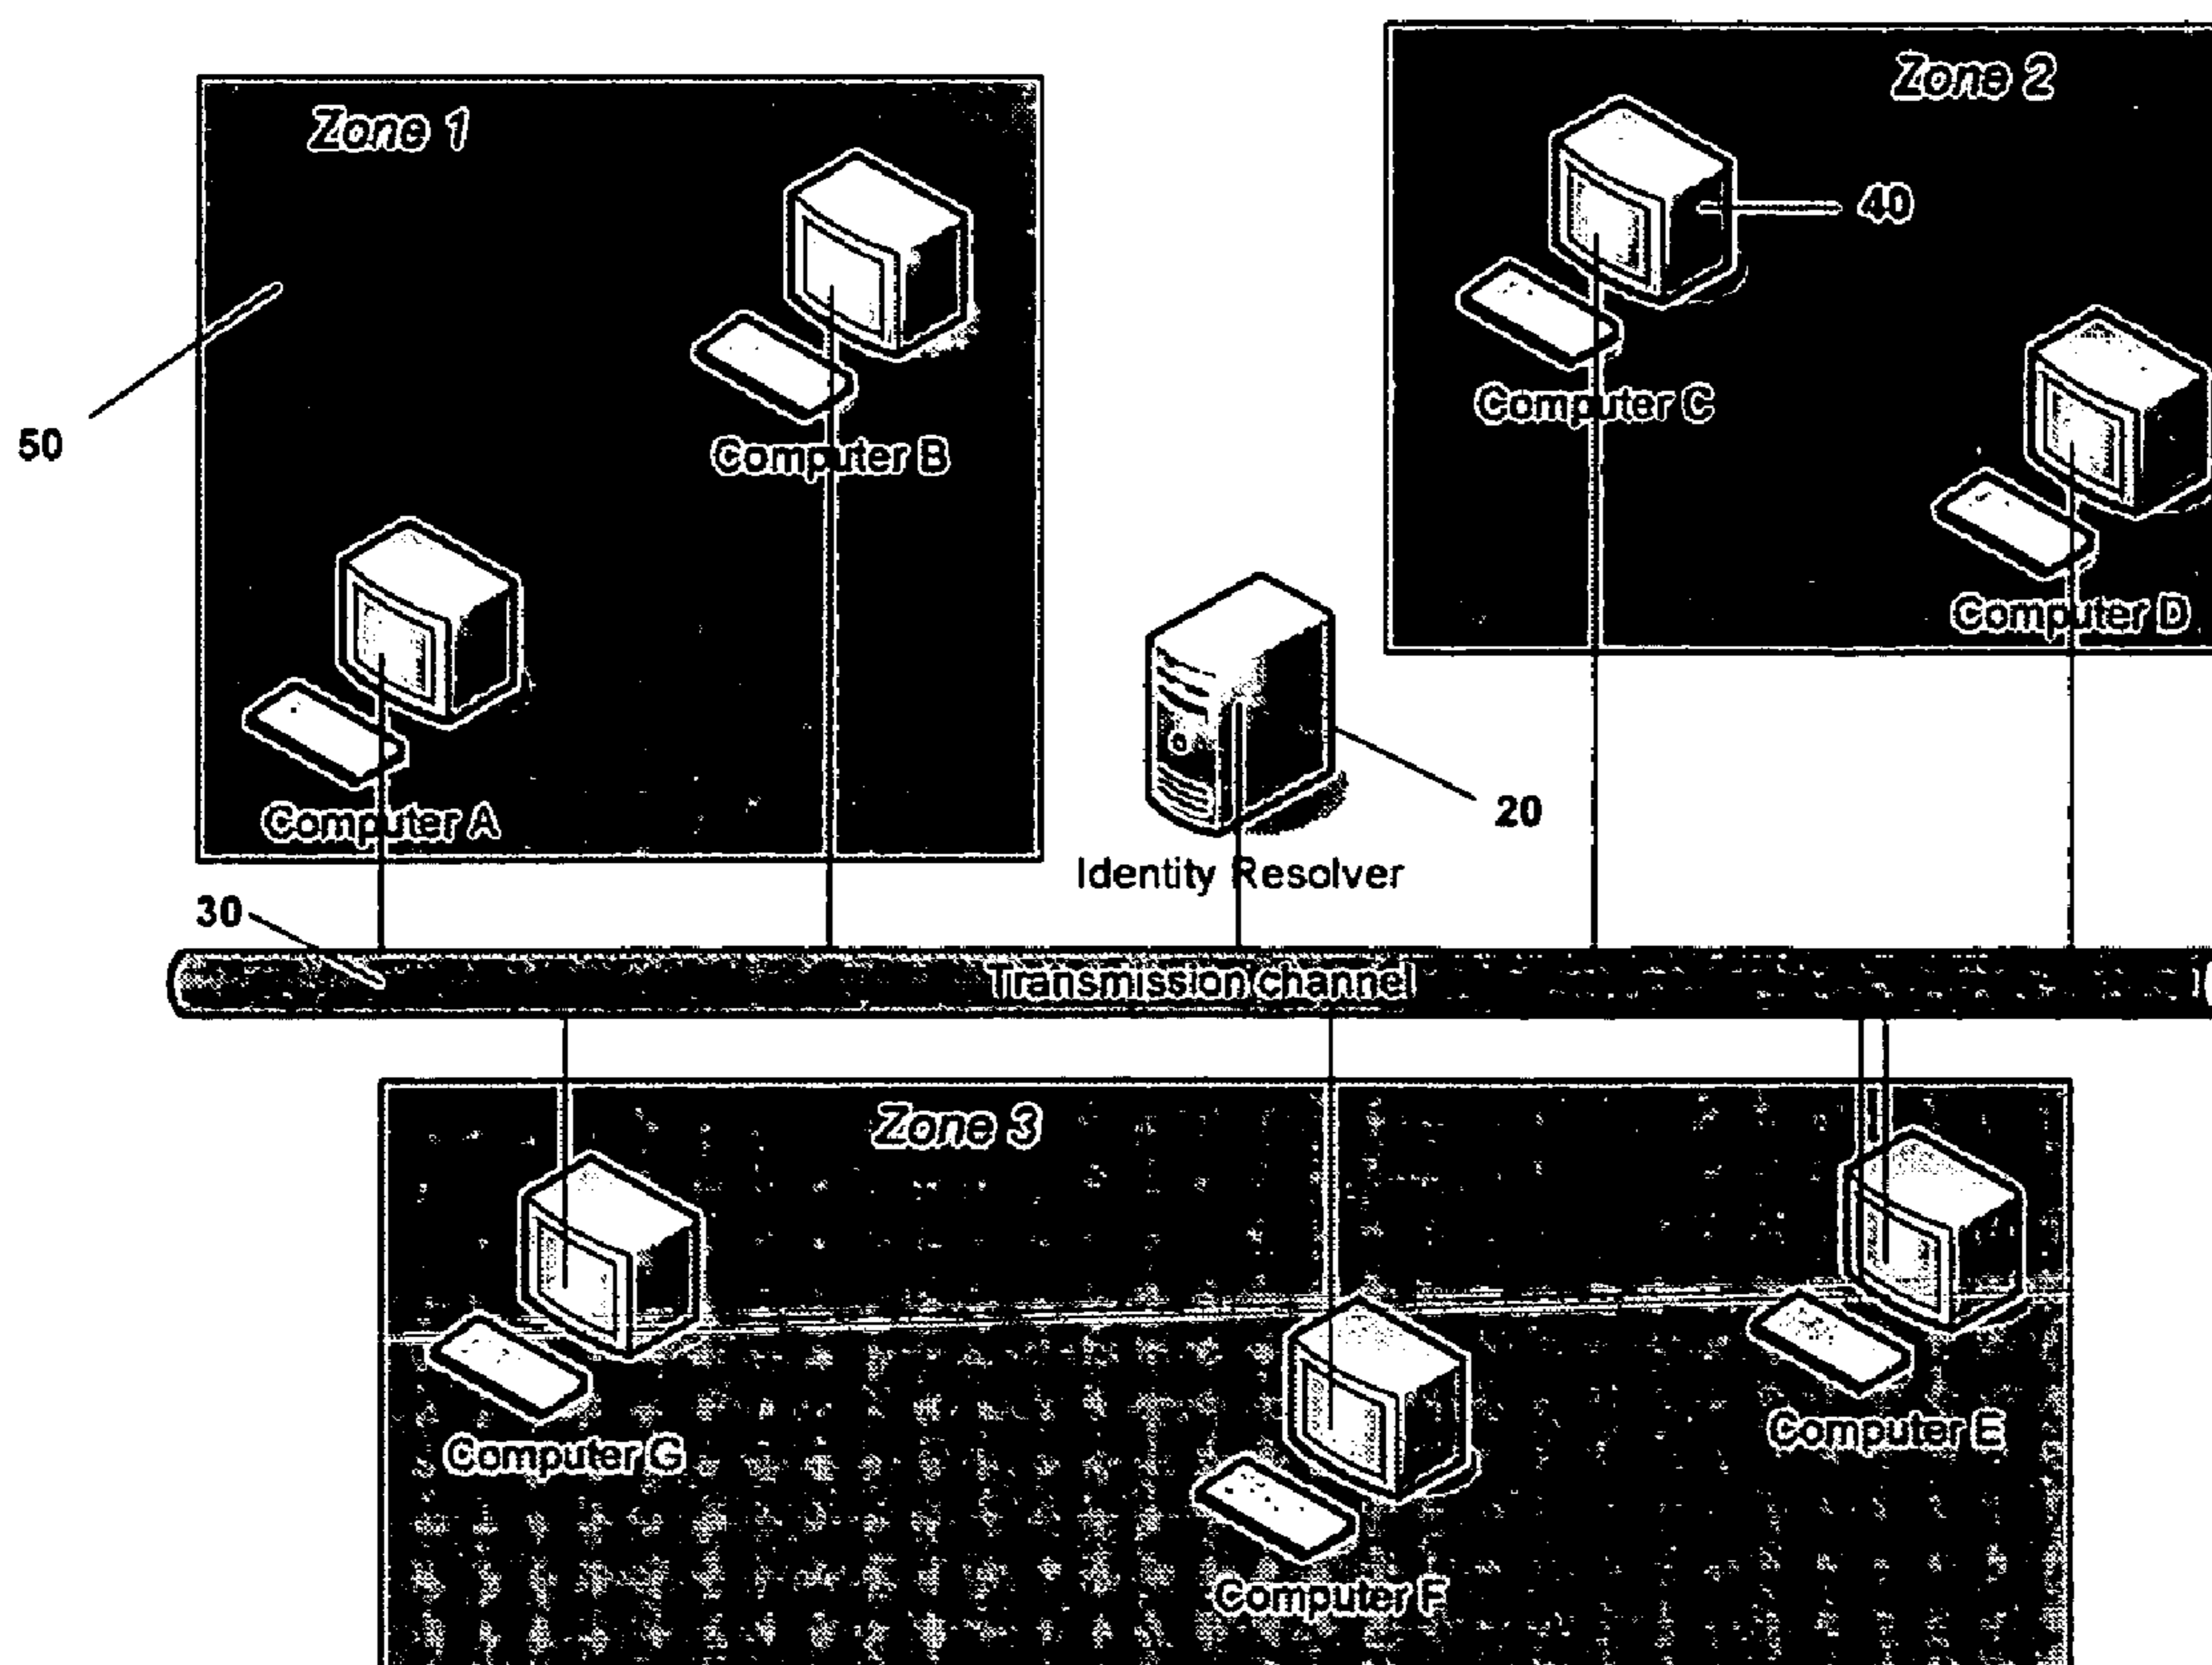 Zone 1
Zone 2
40
50
Computer B
Computer C
Computer D
Computer A
20
Identity Resolver
30
Transmission channel
Zone 3
Computer G
Computer E
Computer F